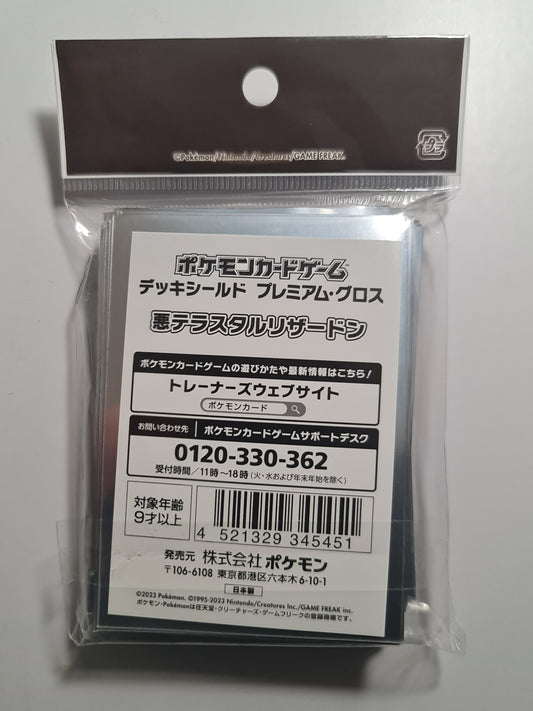 ©Pokémon/Nintendo/Creatures/GAME FREAK.
プラ
ポケモンカードゲーム
デッキシールド プレミアム・グロス
悪テラスタルリザードン
ポケモンカードゲームの遊びかたや最新情報はこちら!
トレーナーズウェブサイト
ポケモンカード
お問い合わせ先 ポケモンカードゲームサポートデスク
0120-330-362
受付時間/11時~18時(火・水および年末年始を除く)
対象年齢
9才以上
4 521329 345451
発売元 株式会社ポケモン
〒106-6108 東京都港区六本木6-10-1
日本製
©2023 Pokémon. ©1995-2023 Nintendo/Creatures Inc./GAME FREAK inc.
ポケモン・Pokémonは任天堂・クリーチャーズ・ゲームフリークの登録商標です。